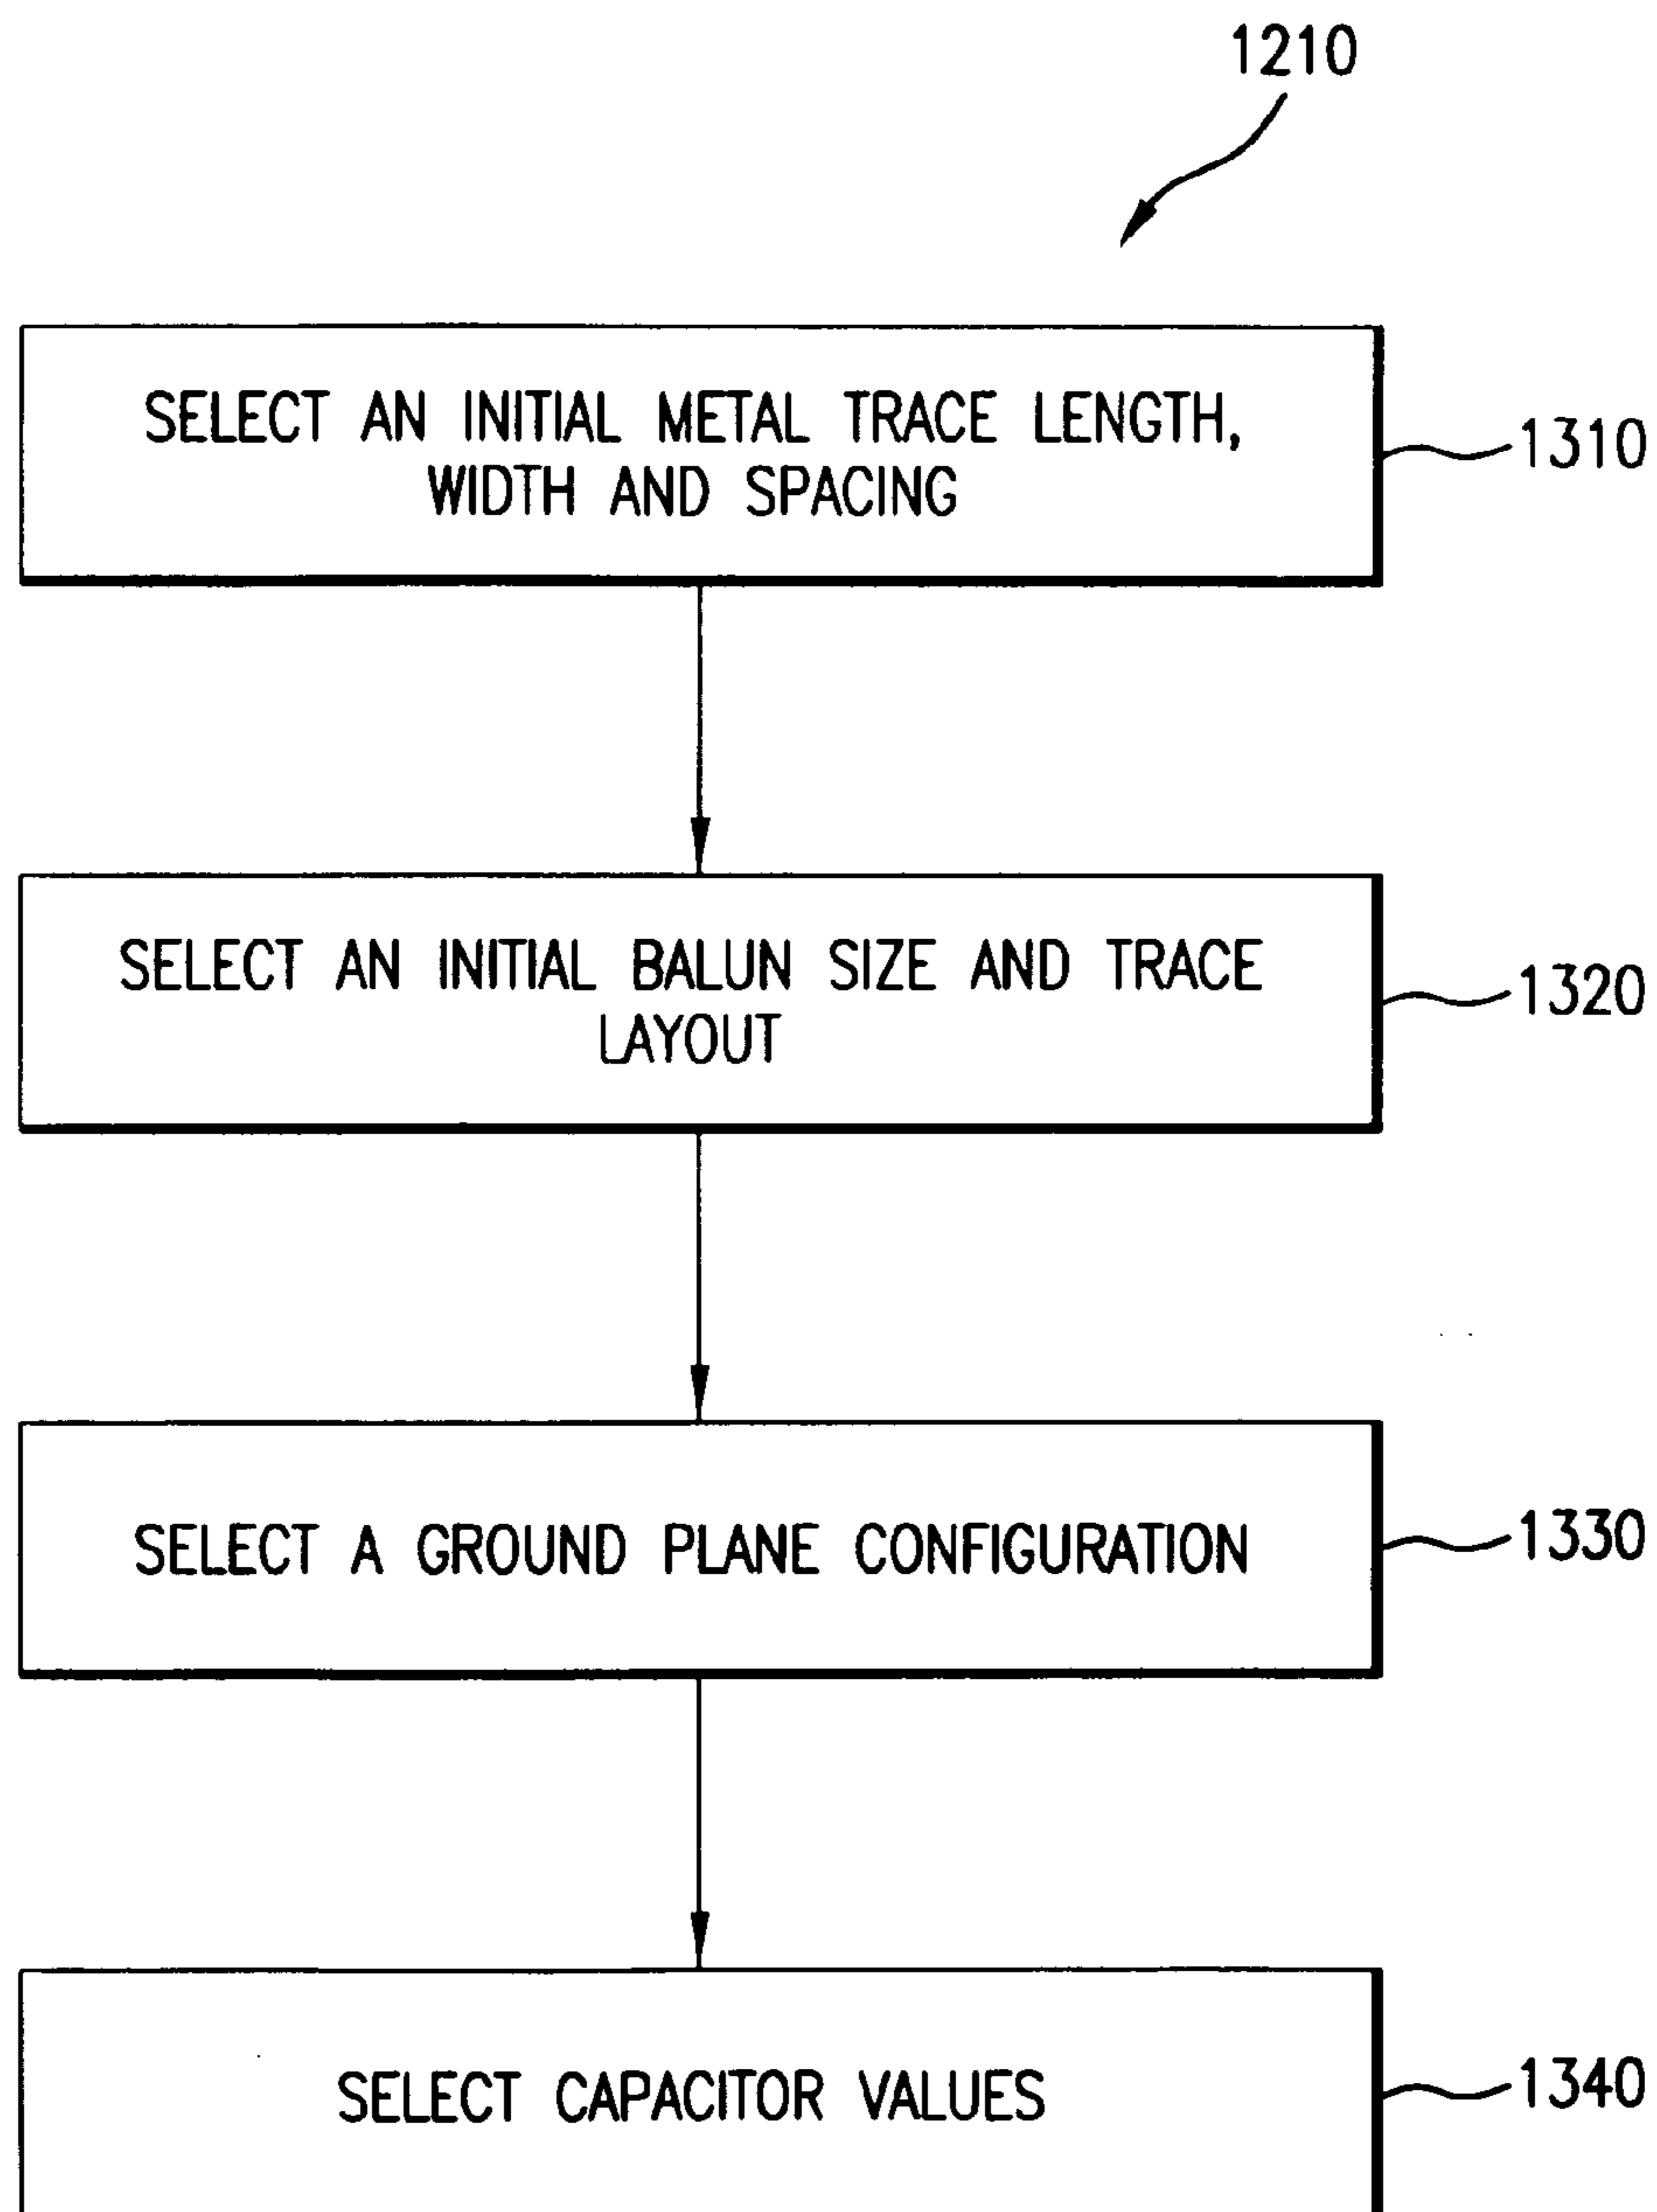 1210
SELECT AN INITIAL METAL TRACE LENGTH,
WIDTH AND SPACING
1310
SELECT AN INITIAL BALUN SIZE AND TRACE
LAYOUT
1320
SELECT A GROUND PLANE CONFIGURATION
1330
SELECT CAPACITOR VALUES
1340